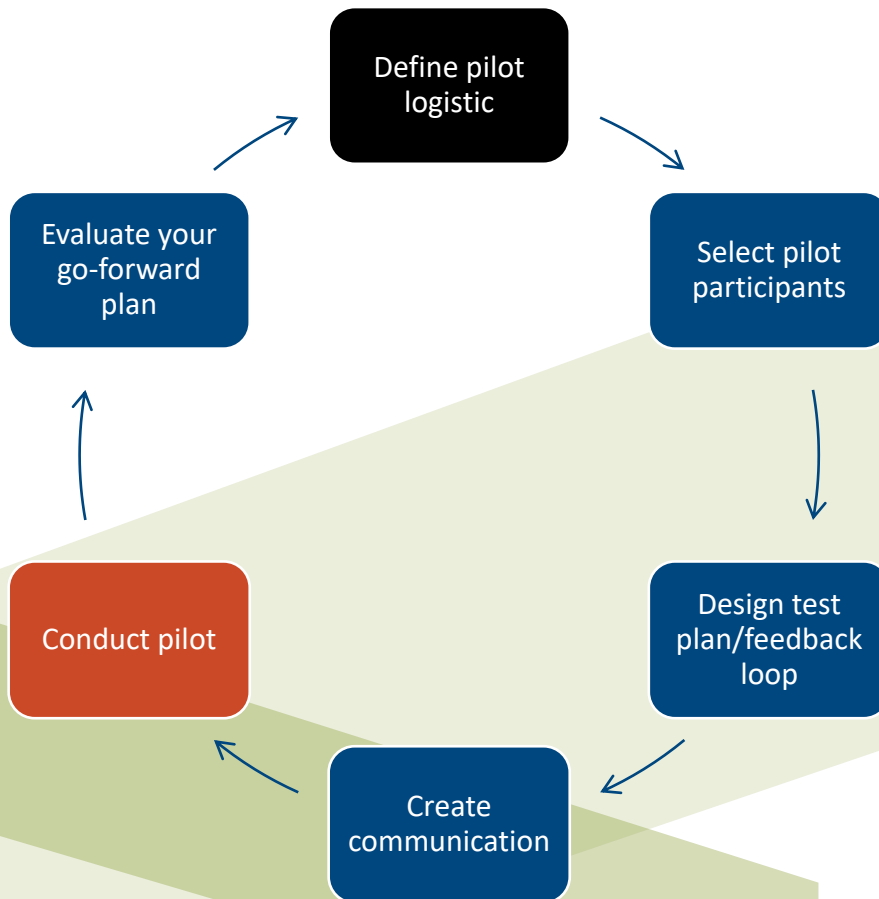 Define pilot
logistic
Select pilot
participants
Design test
plan/feedback
loop
Create
communication
Conduct pilot
Evaluate your
go-forward
plan